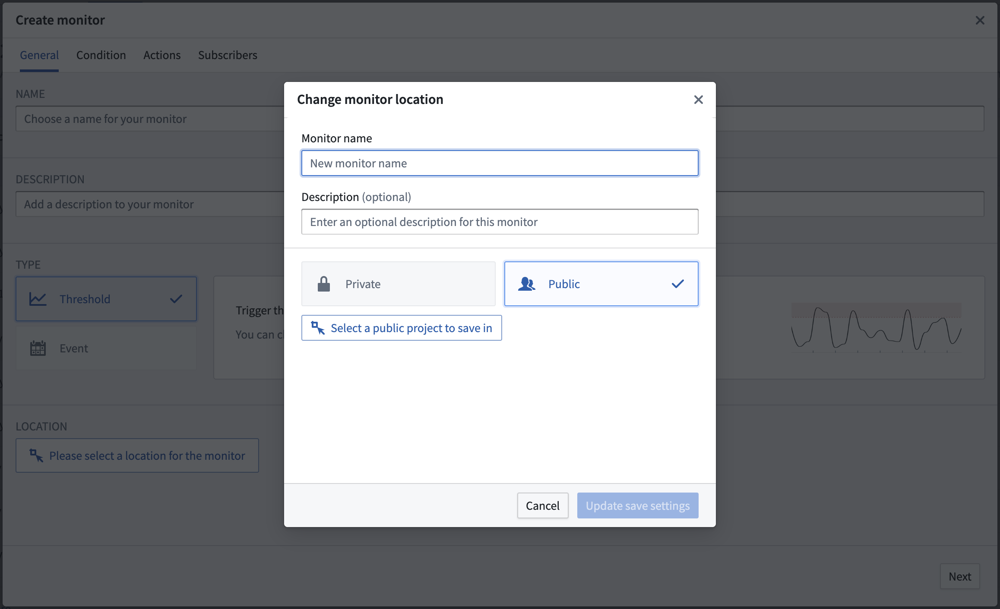 Create monitor
General Condition Actions Subscribers
NAME
Choose a name for your monitor
DESCRIPTION
Add a description to your monitor
TYPE
Threshold
Event
Trigger th
You can cl
LOCATION
Please select a location for the monitor
Next
Change monitor location
Monitor name
New monitor name
Description (optional)
Enter an optional description for this monitor
Private
Public
Select a public project to save in
Cancel
Update save settings